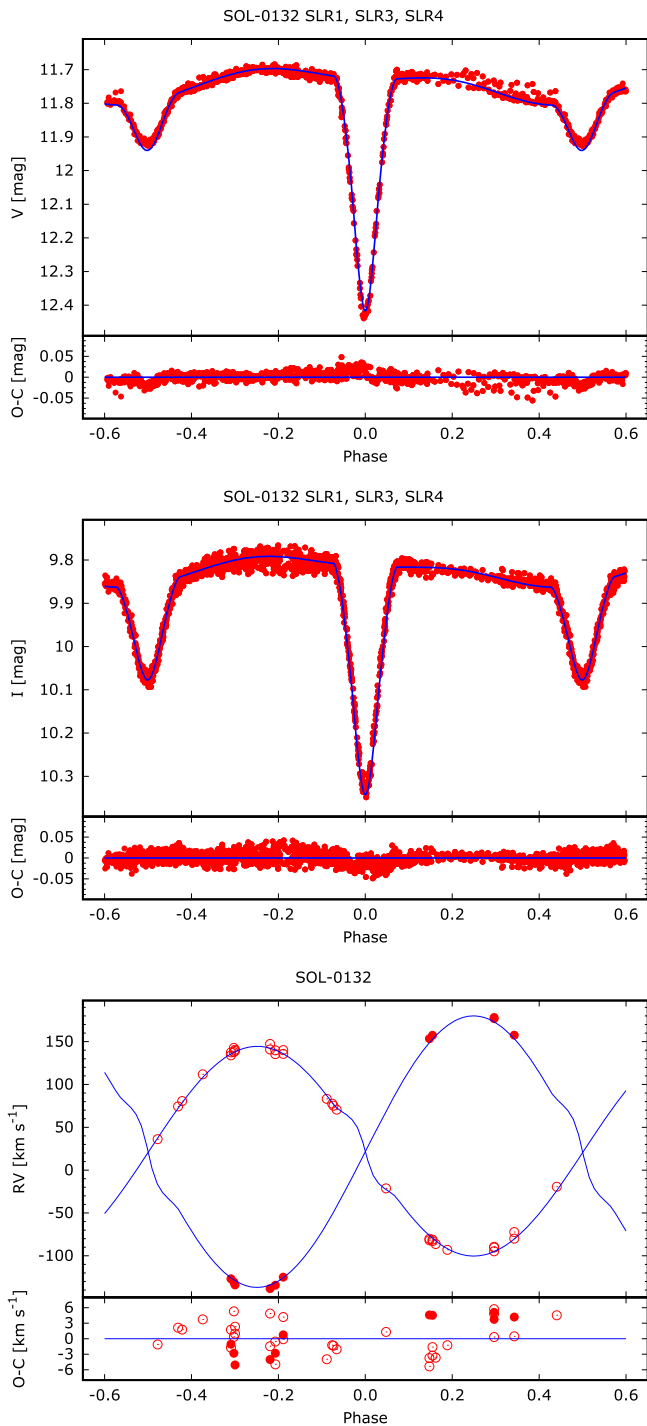 SOL-0132 SLR1, SLR3, SLR4
11.7
11.8
11.9
12
12.1
12.2
12.3
12.4
V [mag]
0.05
0
-0.05
O-C [mag]
-0.6 -0.4 -0.2 0.0 0.2 0.4 0.6
Phase
SOL-0132 SLR1, SLR3, SLR4
9.8
9.9
10
10.1
10.2
10.3
I [mag]
0.05
0
-0.05
O-C [mag]
-0.6 -0.4 -0.2 0.0 0.2 0.4 0.6
Phase
SOL-0132
150
100
50
0
-50
-100
RV [km s⁻¹]
6
3
0
-3
-6
O-C [km s⁻¹]
-0.6 -0.4 -0.2 0.0 0.2 0.4 0.6
Phase